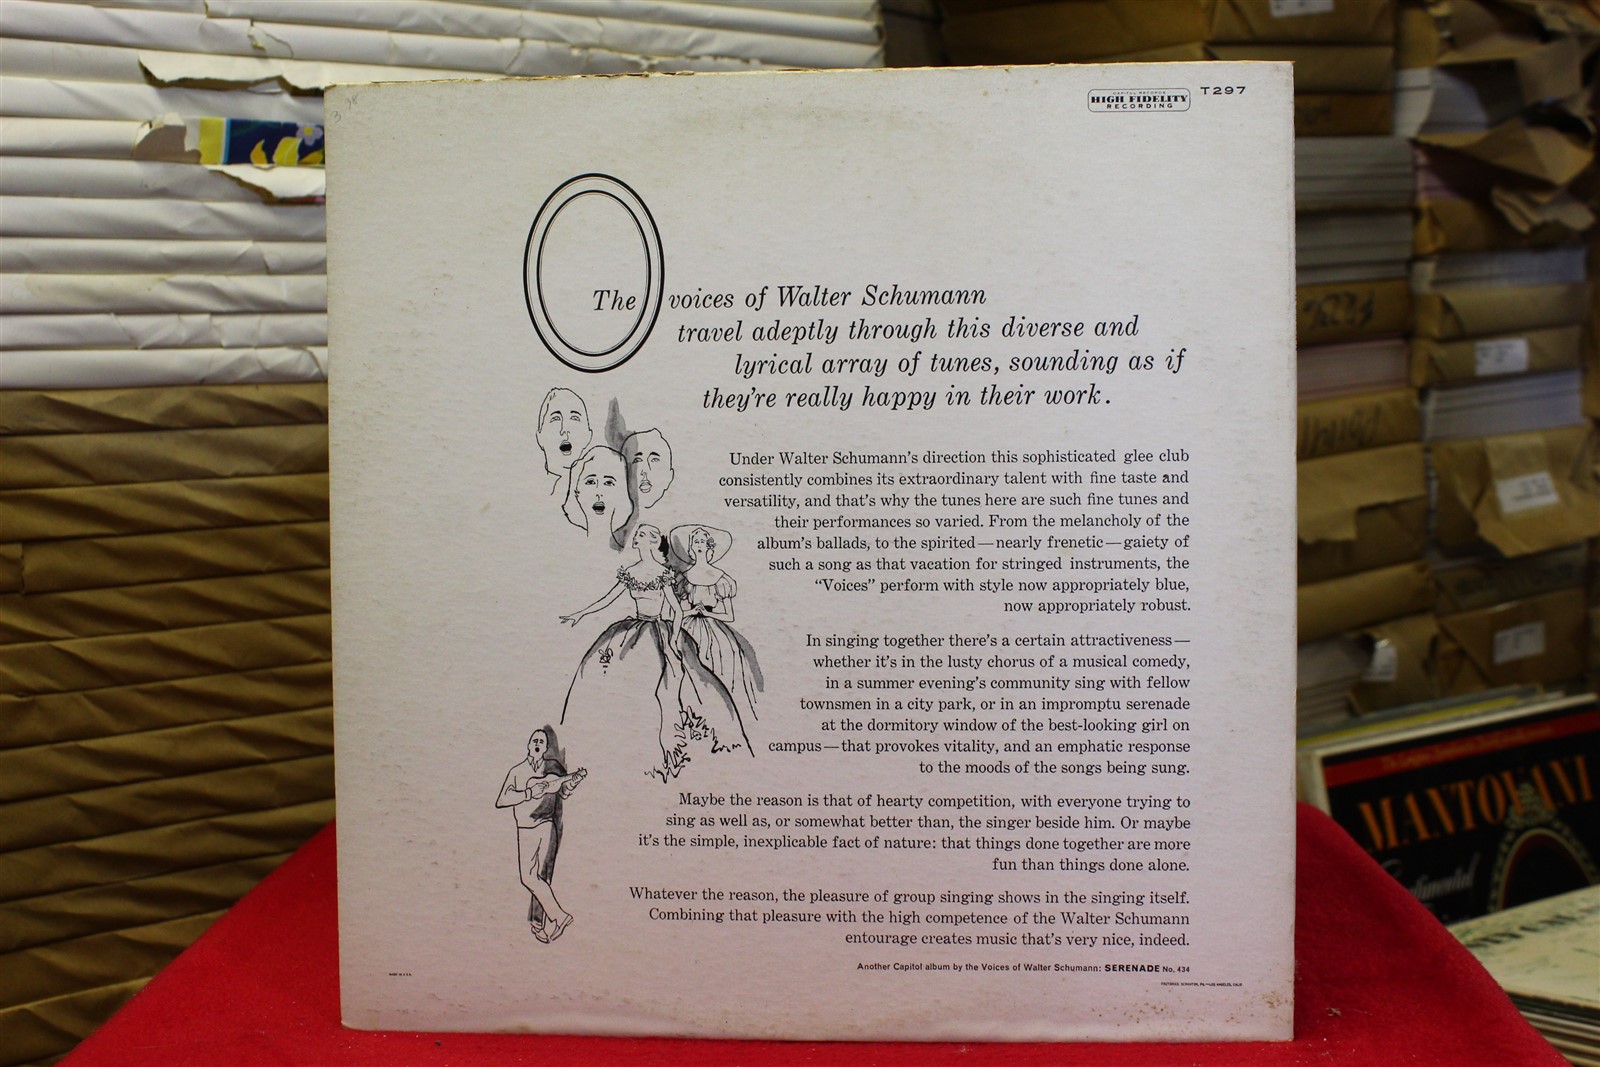 CAPITOL RECORDS
HIGH FIDELITY
RECORDING
T297
The voices of Walter Schumann
travel adeptly through this diverse and
lyrical array of tunes, sounding as if
they're really happy in their work.
Under Walter Schumann's direction this sophisticated glee club
consistently combines its extraordinary talent with fine taste and
versatility, and that's why the tunes here are such fine tunes and
their performances so varied. From the melancholy of the
album's ballads, to the spirited—nearly frenetic—gaiety of
such a song as that vacation for stringed instruments, the
"Voices" perform with style now appropriately blue,
now appropriately robust.
In singing together there's a certain attractiveness—
whether it's in the lusty chorus of a musical comedy,
in a summer evening's community sing with fellow
townsmen in a city park, or in an impromptu serenade
at the dormitory window of the best-looking girl on
campus—that provokes vitality, and an emphatic response
to the moods of the songs being sung.
Maybe the reason is that of hearty competition, with everyone trying to
sing as well as, or somewhat better than, the singer beside him. Or maybe
it's the simple, inexplicable fact of nature: that things done together are more
fun than things done alone.
Whatever the reason, the pleasure of group singing shows in the singing itself.
Combining that pleasure with the high competence of the Walter Schumann
entourage creates music that's very nice, indeed.
Another Capitol album by the Voices of Walter Schumann: SERENADE No. 434
MADE IN U.S.A.
MANTOVANI